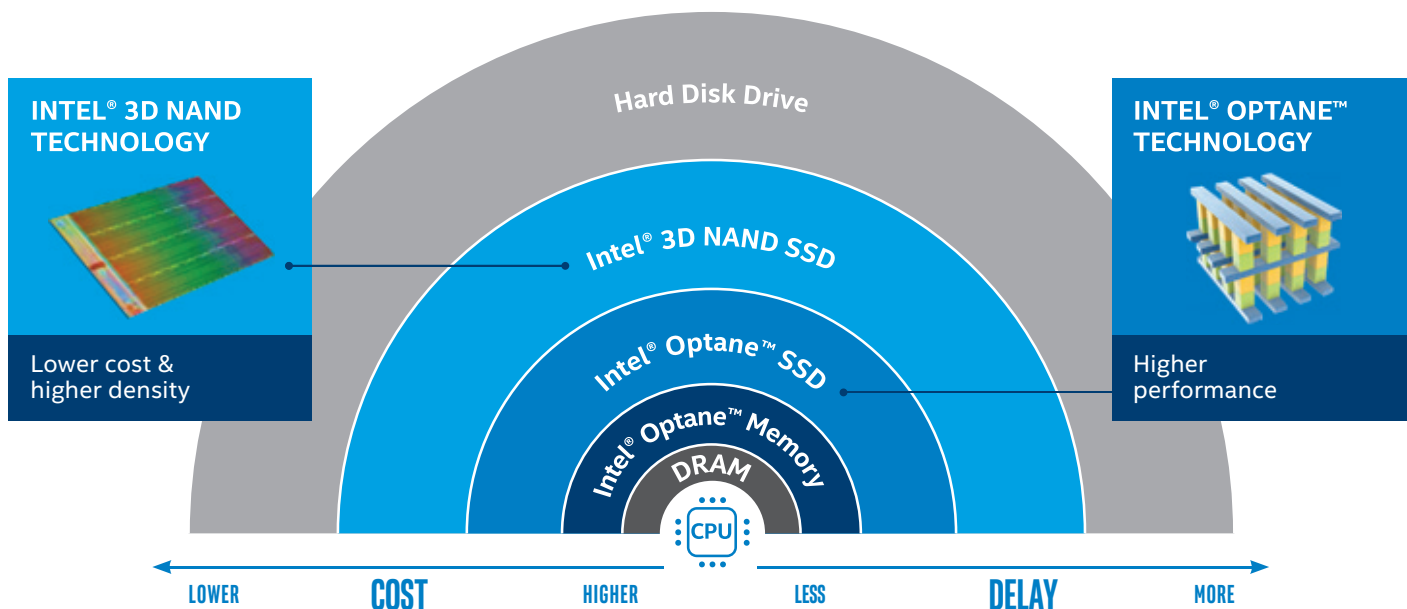 Hard Disk Drive
INTEL® 3D NAND
TECHNOLOGY
Lower cost &
higher density
Intel® 3D NAND SSD
Intel® Optane™ SSD
Intel® Optane™ Memory
DRAM
CPU
INTEL® OPTANE™
TECHNOLOGY
Higher
performance
LOWER COST HIGHER LESS DELAY MORE